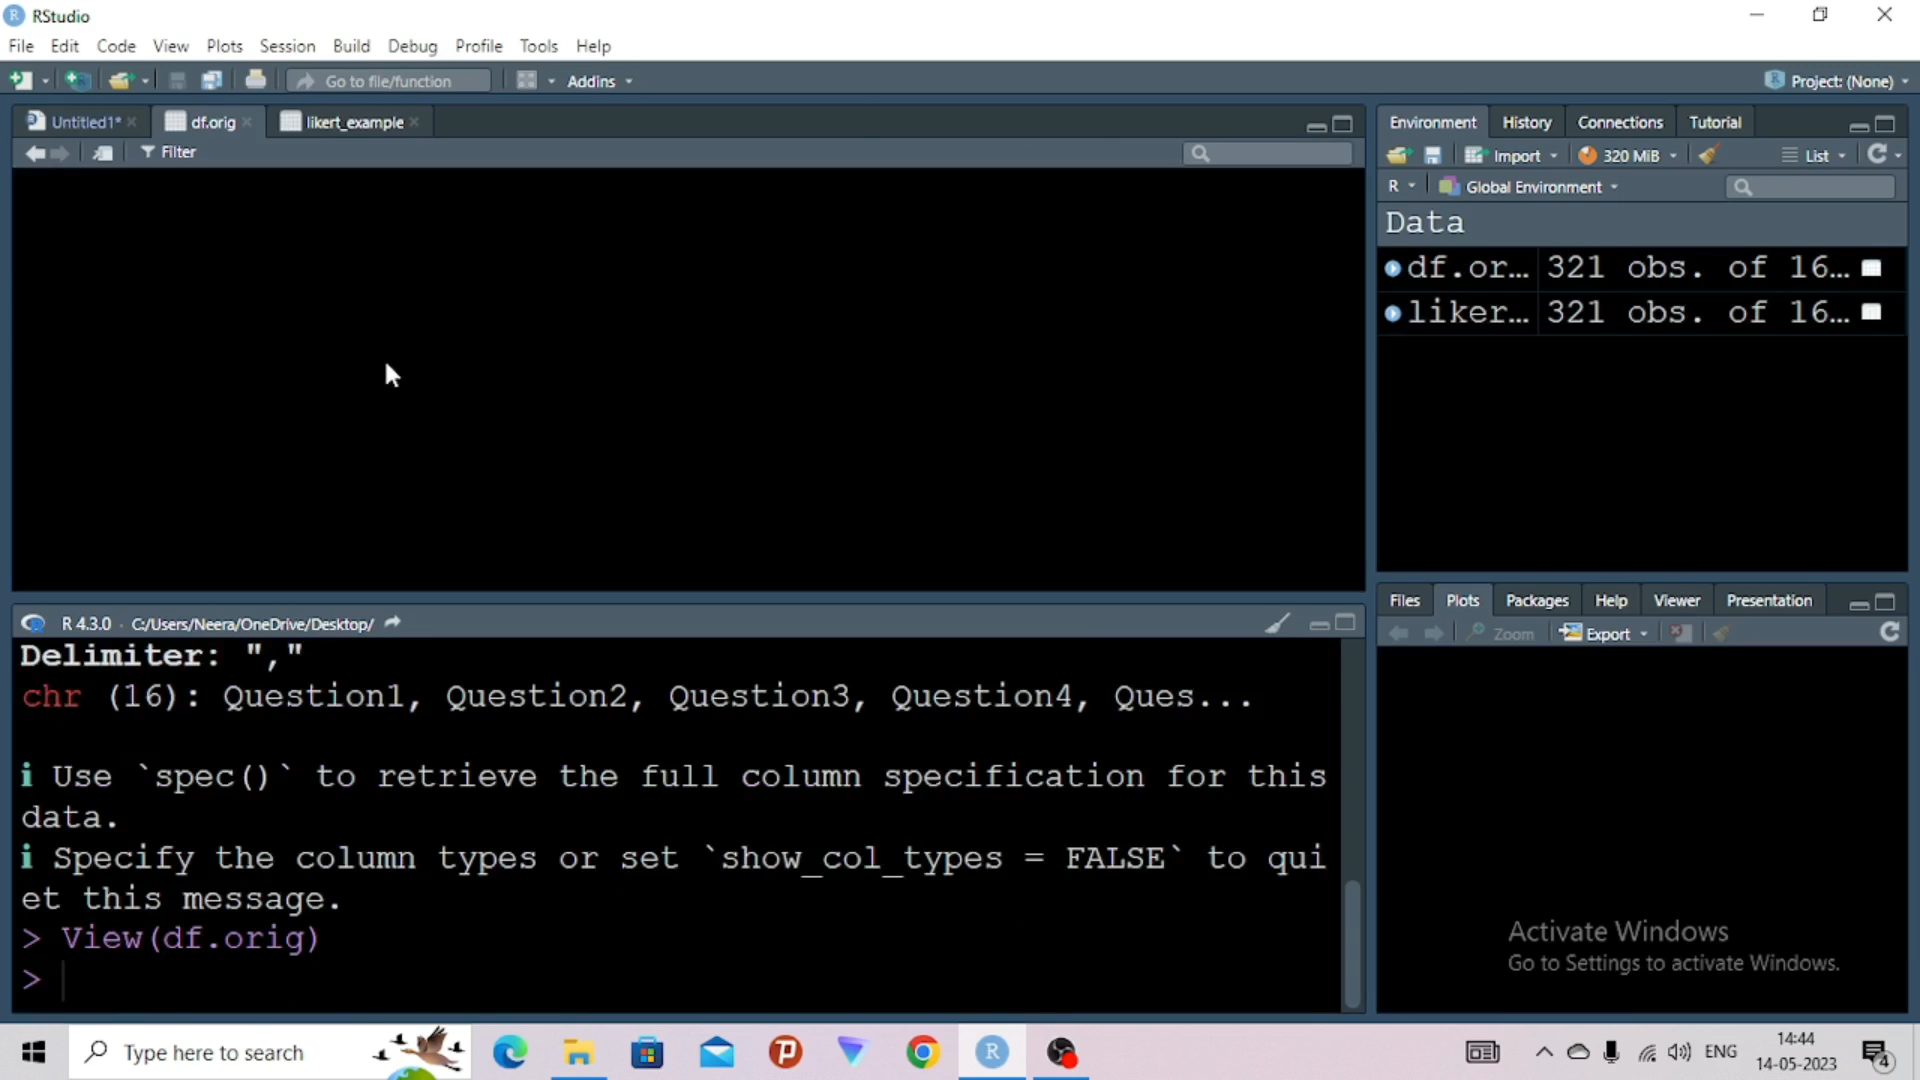 RStudio
File Edit Code View Plots Session Build Debug Profile Tools Help
Go to file/function Addins Project: (None)
Untitled1* df.orig likert_example
Filter
Environment History Connections Tutorial
Import 320 MiB List
R Global Environment
Data
df.or... 321 obs. of 16...
liker... 321 obs. of 16...
R 4.3.0 · C:/Users/Neera/OneDrive/Desktop/
Delimiter: ","
chr (16): Question1, Question2, Question3, Question4, Ques...
i Use `spec()` to retrieve the full column specification for this
data.
i Specify the column types or set `show_col_types = FALSE` to qui
et this message.
> View(df.orig)
>
Files Plots Packages Help Viewer Presentation
Zoom Export
Activate Windows
Go to Settings to activate Windows.
Type here to search
ENG
14:44
14-05-2023
4